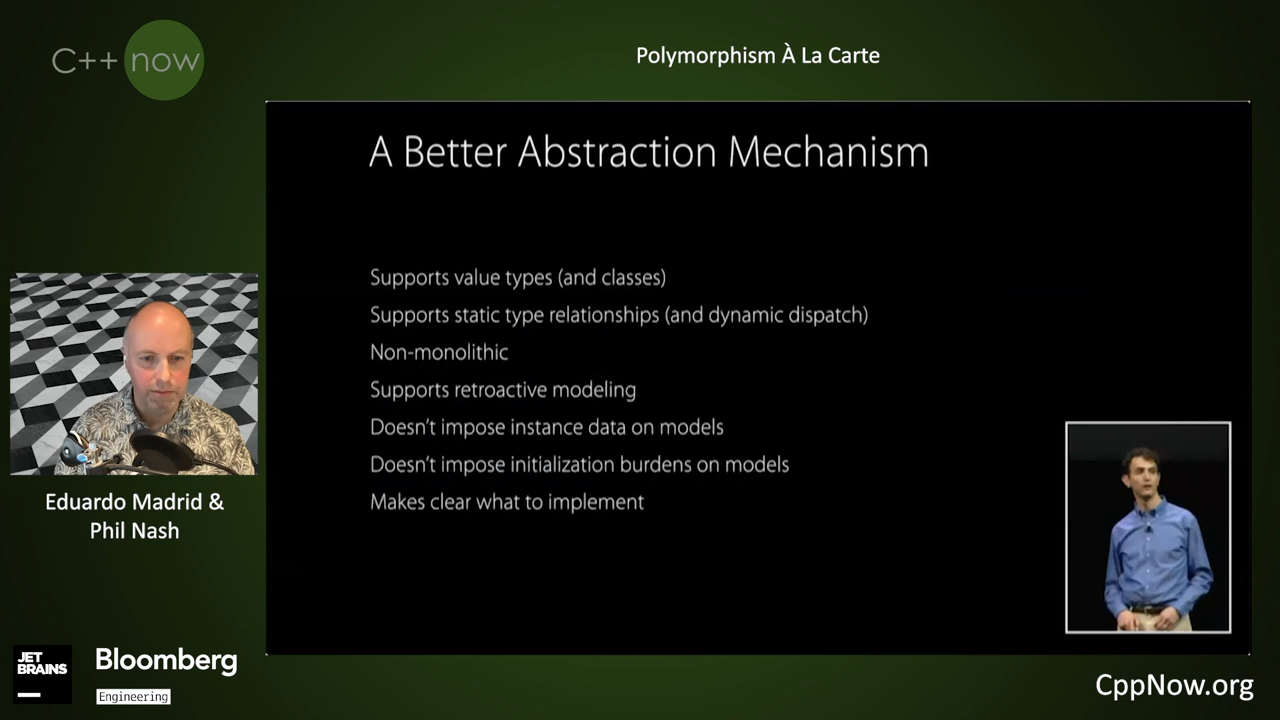 C++ now
Polymorphism À La Carte
A Better Abstraction Mechanism
Supports value types (and classes)
Supports static type relationships (and dynamic dispatch)
Non-monolithic
Supports retroactive modeling
Doesn’t impose instance data on models
Doesn’t impose initialization burdens on models
Makes clear what to implement
Eduardo Madrid &
Phil Nash
JET
BRAINS
Bloomberg
Engineering
CppNow.org